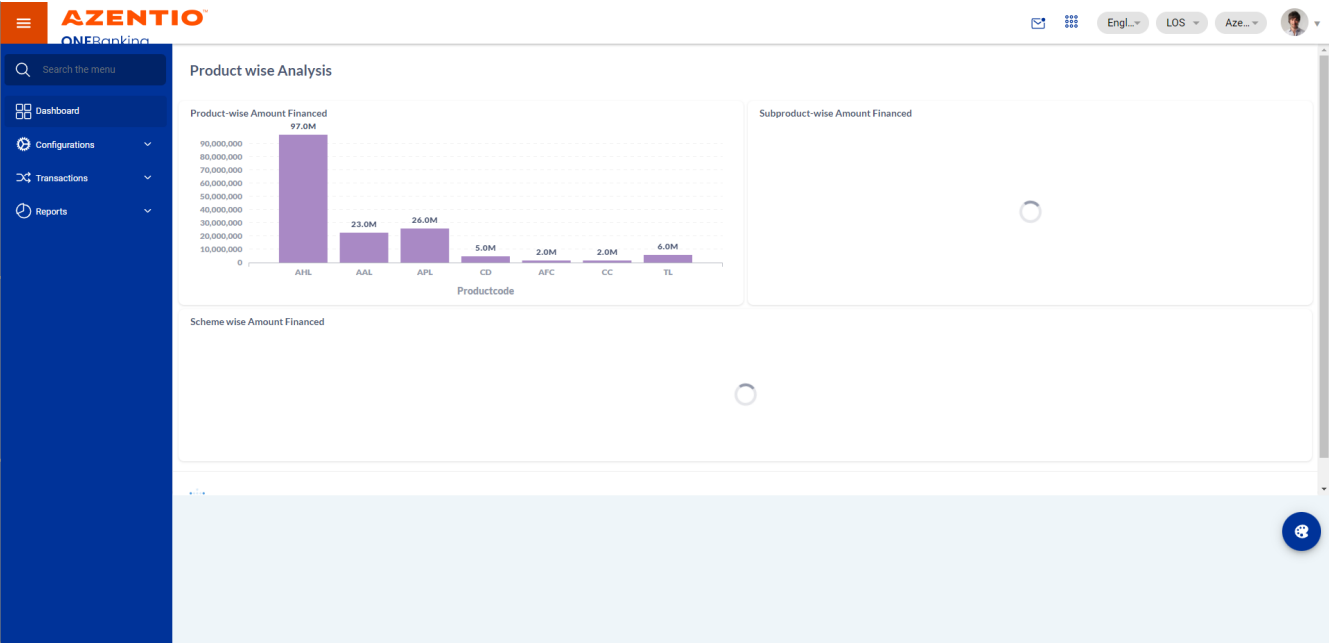 AZENTIO™
ONEBanking
Engl...
LOS
Aze...
Search the menu
Dashboard
Configurations
Transactions
Reports
Product wise Analysis
Product-wise Amount Financed
97.0M
90,000,000
80,000,000
70,000,000
60,000,000
50,000,000
40,000,000
30,000,000
20,000,000
10,000,000
0
23.0M
26.0M
5.0M
2.0M
2.0M
6.0M
AHL AAL APL CD AFC CC TL
Productcode
Subproduct-wise Amount Financed
Scheme wise Amount Financed